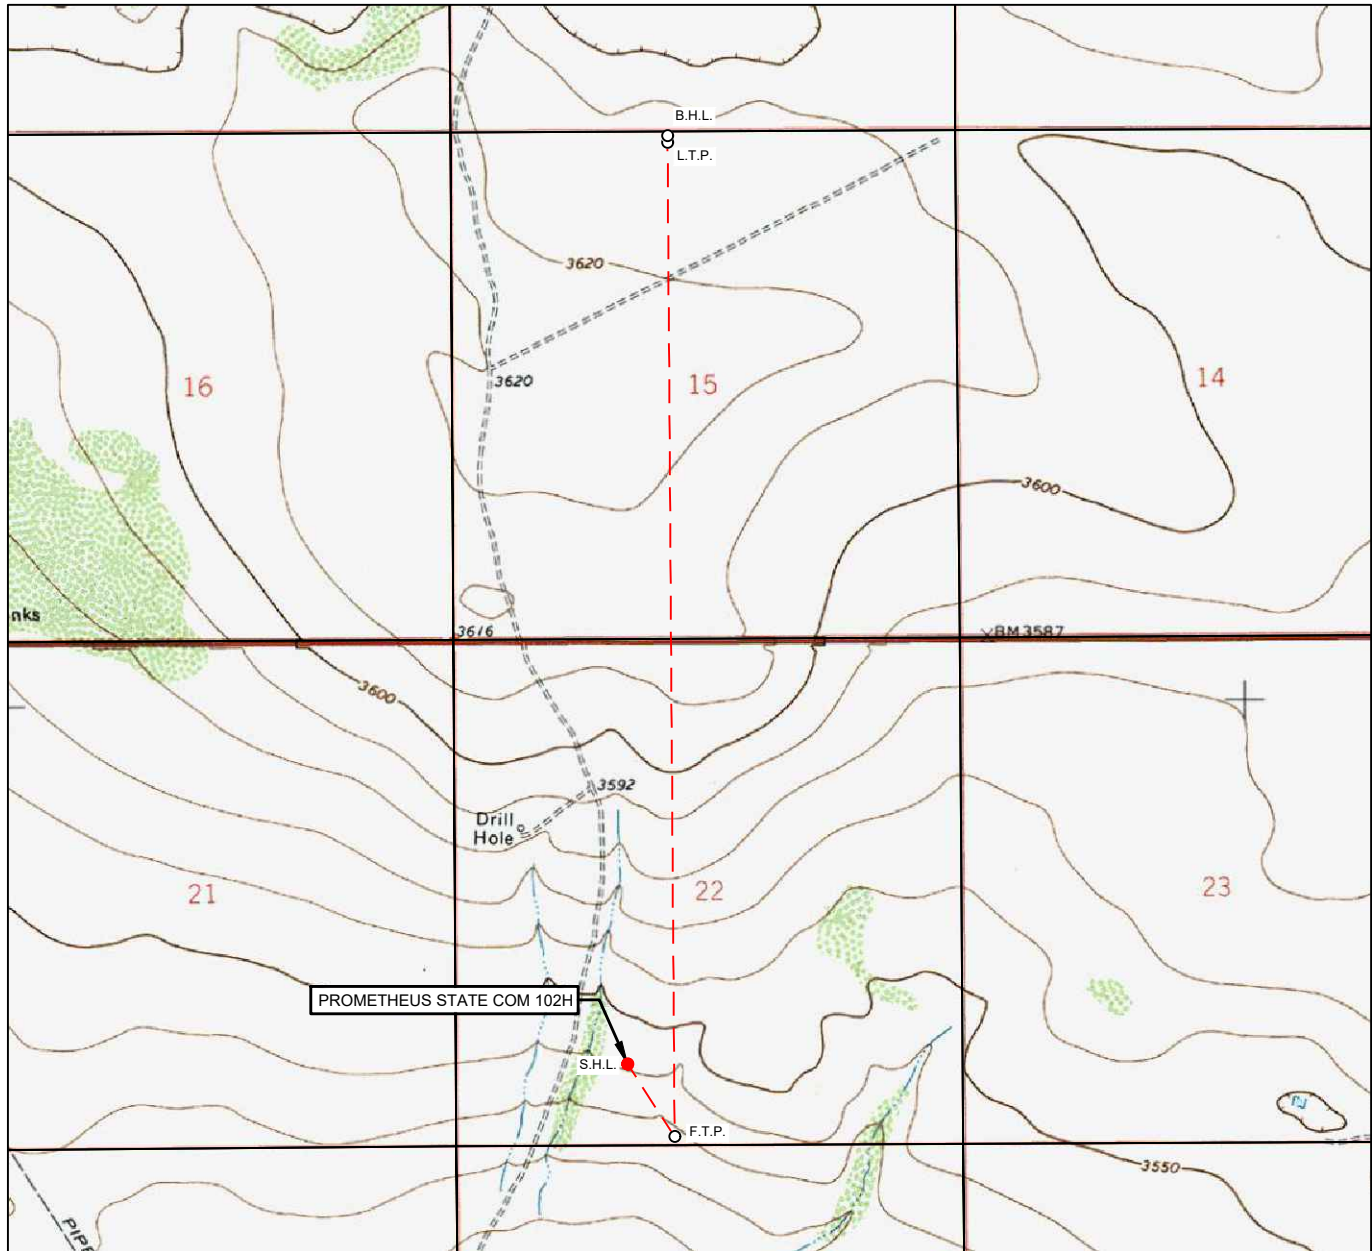 B.H.L.
L.T.P.
3620
3620
16
15
14
3600
nks
3616
BM 3587
3600
3592
Drill
Hole
21
22
23
PROMETHEUS STATE COM 102H
S.H.L.
F.T.P.
3550